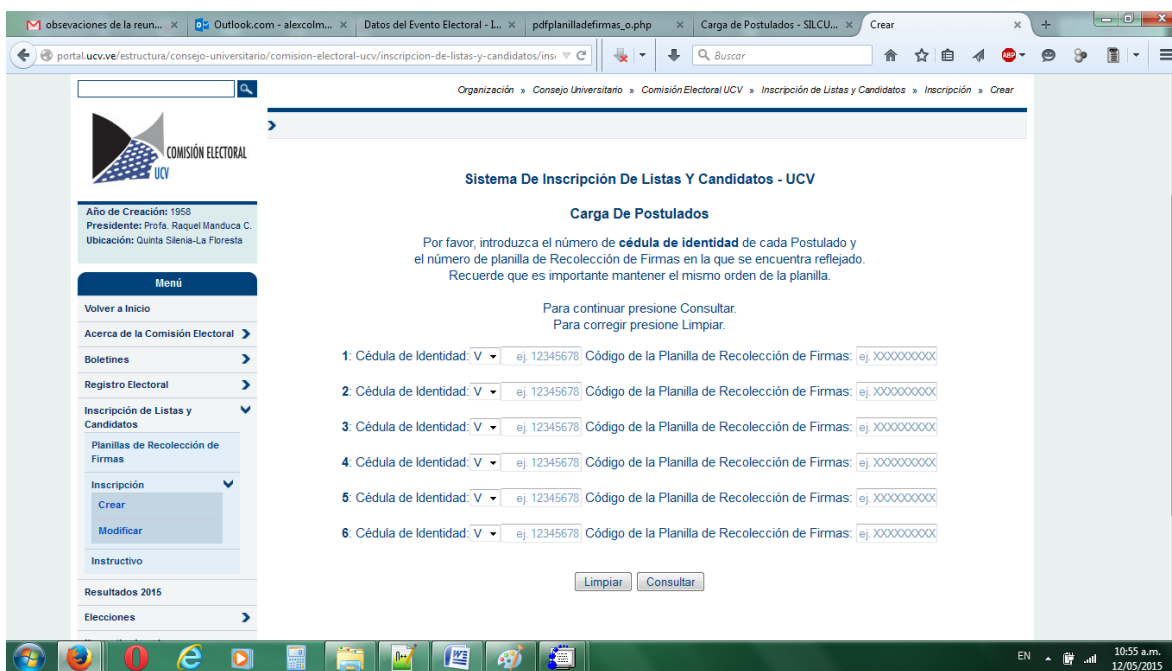 obsevaciones de la reun...
Outlook.com - alexcolm...
Datos del Evento Electoral - I...
pdfplanilladefirmas_o.php
Carga de Postulados - SILCU...
Crear
portal.ucv.ve/estructura/consejo-universitario/comision-electoral-ucv/inscripcion-de-listas-y-candidatos/ins
Buscar
ABP
Organización » Consejo Universitario » Comisión Electoral UCV » Inscripción de Listas y Candidatos » Inscripción » Crear
COMISIÓN ELECTORAL
UCV
Año de Creación: 1958
Presidente: Profa. Raquel Manduca C.
Ubicación: Quinta Silenia-La Floresta
Menú
Volver a Inicio
Acerca de la Comisión Electoral
Boletines
Registro Electoral
Inscripción de Listas y
Candidatos
Planillas de Recolección de
Firmas
Inscripción
Crear
Modificar
Instructivo
Resultados 2015
Elecciones
Sistema De Inscripción De Listas Y Candidatos - UCV
Carga De Postulados
Por favor, introduzca el número de cédula de identidad de cada Postulado y
el número de planilla de Recolección de Firmas en la que se encuentra reflejado.
Recuerde que es importante mantener el mismo orden de la planilla.
Para continuar presione Consultar.
Para corregir presione Limpiar.
1: Cédula de Identidad: V ej. 12345678 Código de la Planilla de Recolección de Firmas: ej. XXXXXXXXX
2: Cédula de Identidad: V ej. 12345678 Código de la Planilla de Recolección de Firmas: ej. XXXXXXXXX
3: Cédula de Identidad: V ej. 12345678 Código de la Planilla de Recolección de Firmas: ej. XXXXXXXXX
4: Cédula de Identidad: V ej. 12345678 Código de la Planilla de Recolección de Firmas: ej. XXXXXXXXX
5: Cédula de Identidad: V ej. 12345678 Código de la Planilla de Recolección de Firmas: ej. XXXXXXXXX
6: Cédula de Identidad: V ej. 12345678 Código de la Planilla de Recolección de Firmas: ej. XXXXXXXXX
Limpiar Consultar
EN
10:55 a.m.
12/05/2015